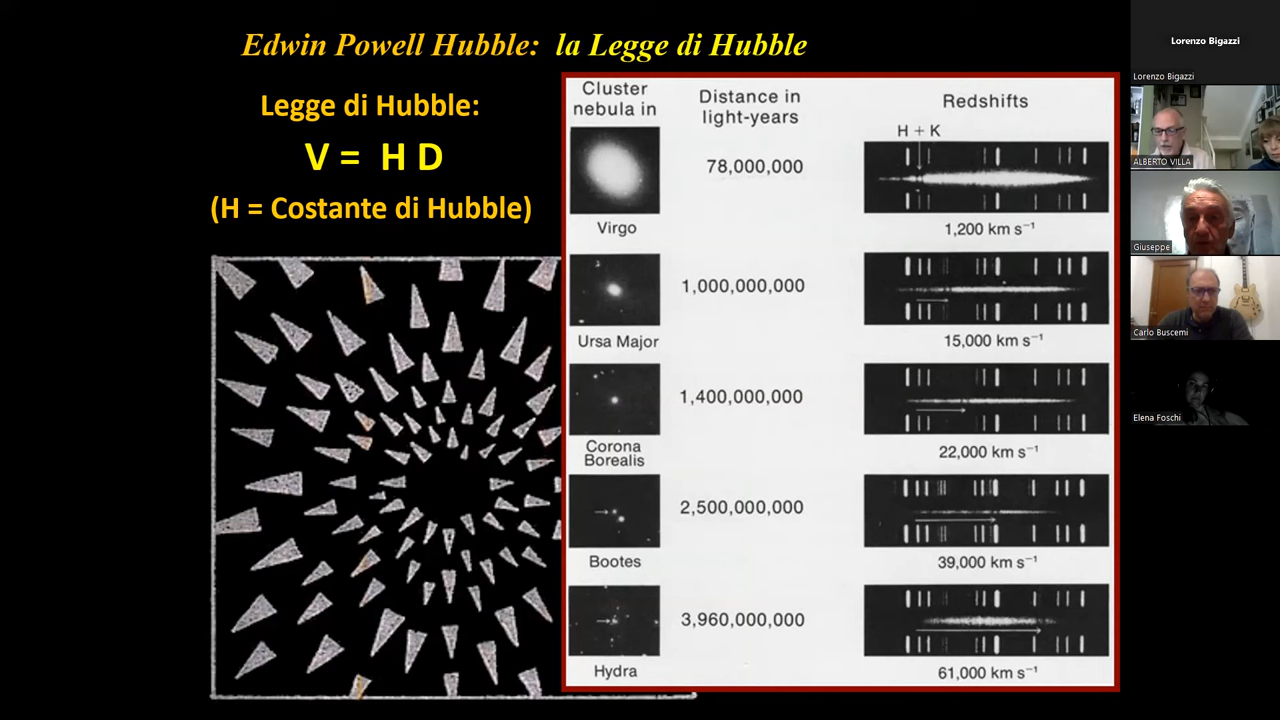 Edwin Powell Hubble: la Legge di Hubble
Legge di Hubble:
V = H D
(H = Costante di Hubble)
Cluster
nebula in
Distance in
light-years
Redshifts
H + K
78,000,000
Virgo
1,200 km s⁻¹
1,000,000,000
Ursa Major
15,000 km s⁻¹
1,400,000,000
Corona
Borealis
22,000 km s⁻¹
2,500,000,000
Bootes
39,000 km s⁻¹
3,960,000,000
Hydra
61,000 km s⁻¹
Lorenzo Bigazzi
Lorenzo Bigazzi
ALBERTO VILLA
Giuseppe
Carlo Buscemi
Elena Foschi